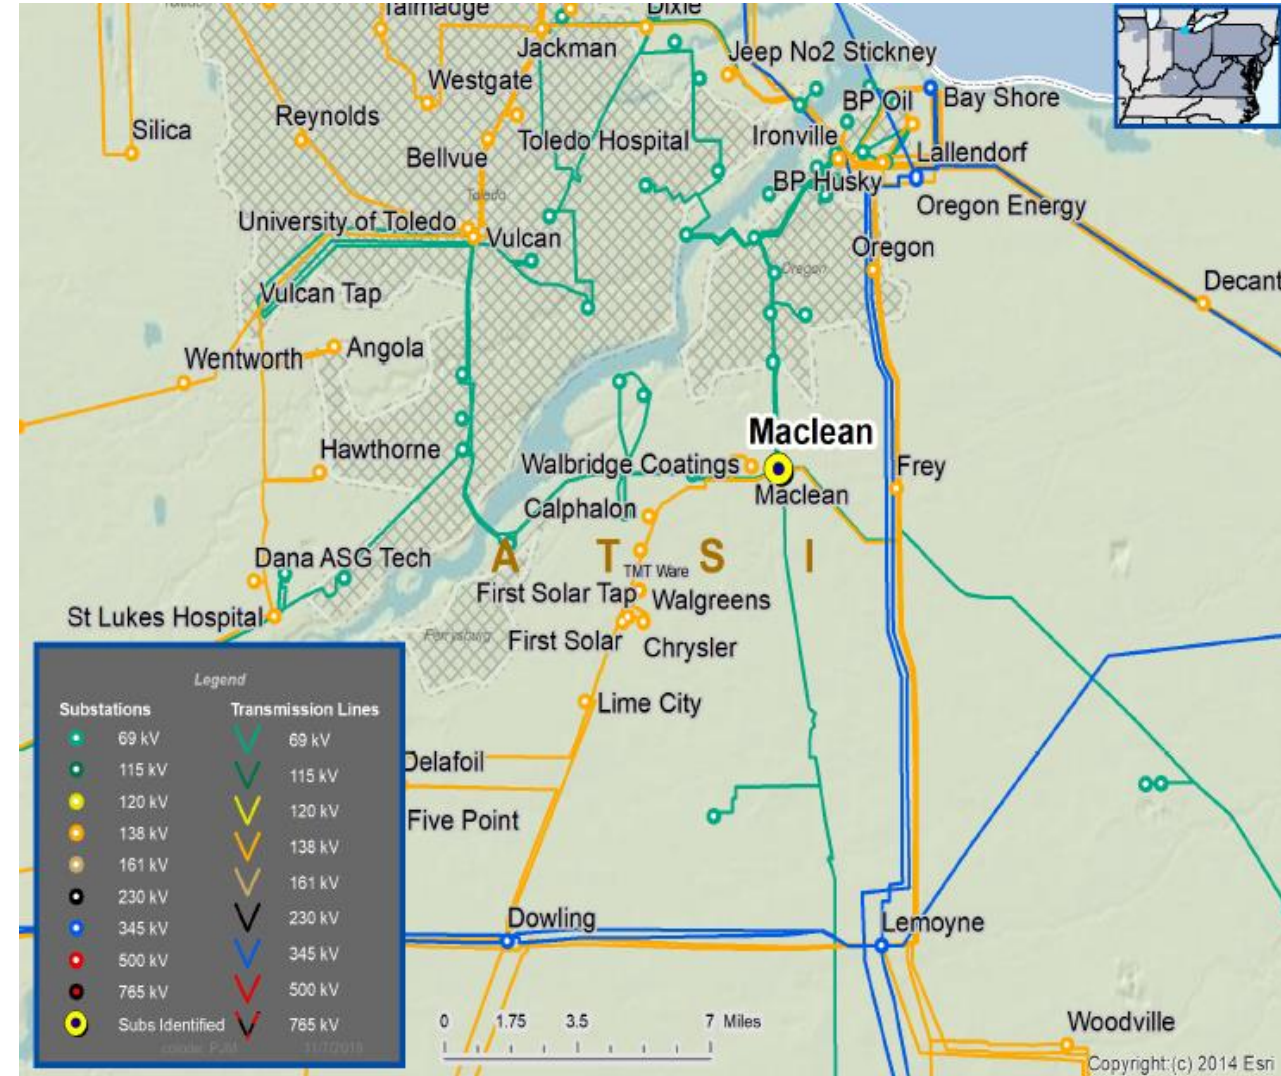 Talmadge
Dixie
Jackman
Jeep No2 Stickney
Westgate
BP Oil
Bay Shore
Reynolds
Silica
Toledo Hospital
Ironville
Bellvue
Lallendorf
BP Husky
Toledo
Oregon Energy
University of Toledo
Vulcan
Oregon
Oregon
Decant
Vulcan Tap
Wentworth
Angola
Maclean
Hawthorne
Walbridge Coatings
Frey
Maclean
Calphalon
A T S I
Dana ASG Tech
TMT Ware
First Solar Tap
Walgreens
St Lukes Hospital
Perrysburg
First Solar
Chrysler
Lime City
Delafoil
Five Point
Dowling
Lemoyne
Woodville
Legend
Substations
Transmission Lines
69 kV
69 kV
115 kV
115 kV
120 kV
120 kV
138 kV
138 kV
161 kV
161 kV
230 kV
230 kV
345 kV
345 kV
500 kV
500 kV
765 kV
765 kV
Subs Identified
0 1.75 3.5 7 Miles
Copyright:(c) 2014 Esri